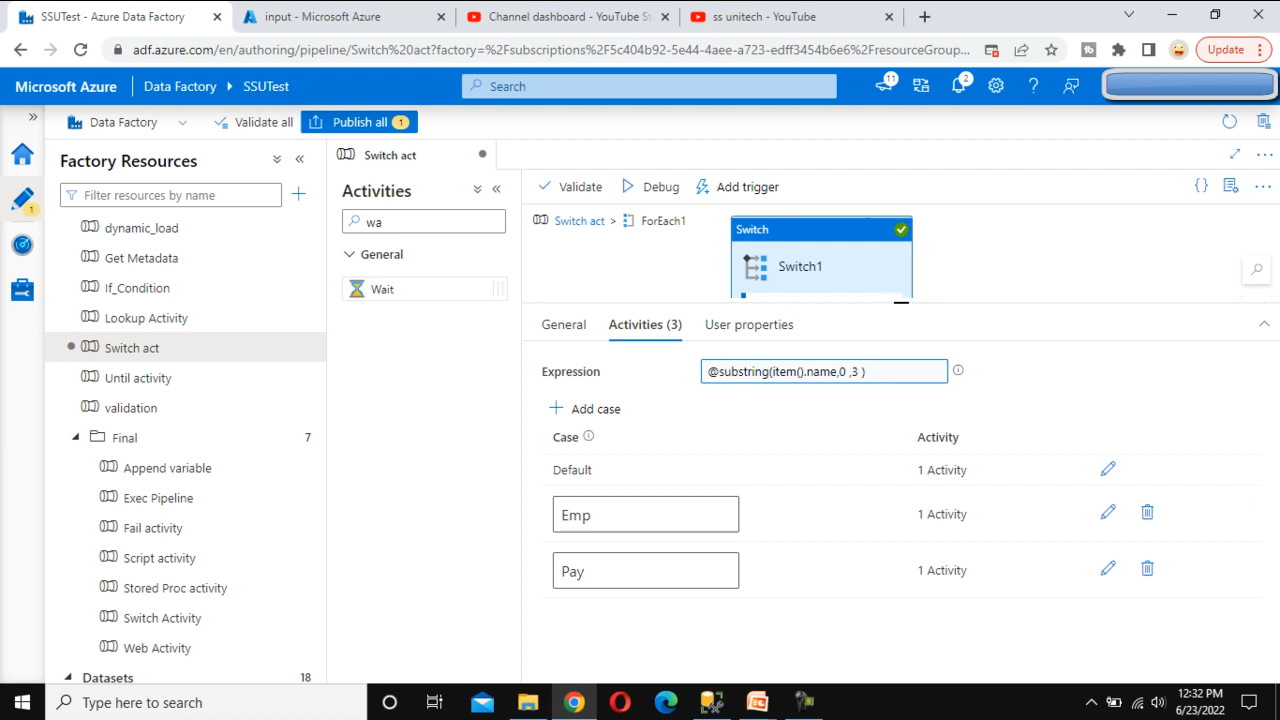 SSUTest - Azure Data Factory
input - Microsoft Azure
Channel dashboard - YouTube St
ss unitech - YouTube
adf.azure.com/en/authoring/pipeline/Switch%20act?factory=%2Fsubscriptions%2F5c404b92-5e44-4aee-a723-edff3454b6e6%2FresourceGroup...
Update
Microsoft Azure
Data Factory
SSUTest
Search
11
2
Data Factory
Validate all
Publish all
1
Factory Resources
Filter resources by name
1
dynamic_load
Get Metadata
If_Condition
Lookup Activity
Switch act
Until activity
validation
Final
7
Append variable
Exec Pipeline
Fail activity
Script activity
Stored Proc activity
Switch Activity
Web Activity
Datasets
18
Switch act
Activities
wa
General
Wait
Validate
Debug
Add trigger
Switch act > ForEach1
Switch
Switch1
General
Activities (3)
User properties
Expression
@substring(item().name,0 ,3 )
Add case
Case
Activity
Default
1 Activity
Emp
1 Activity
Pay
1 Activity
Type here to search
12:32 PM
6/23/2022